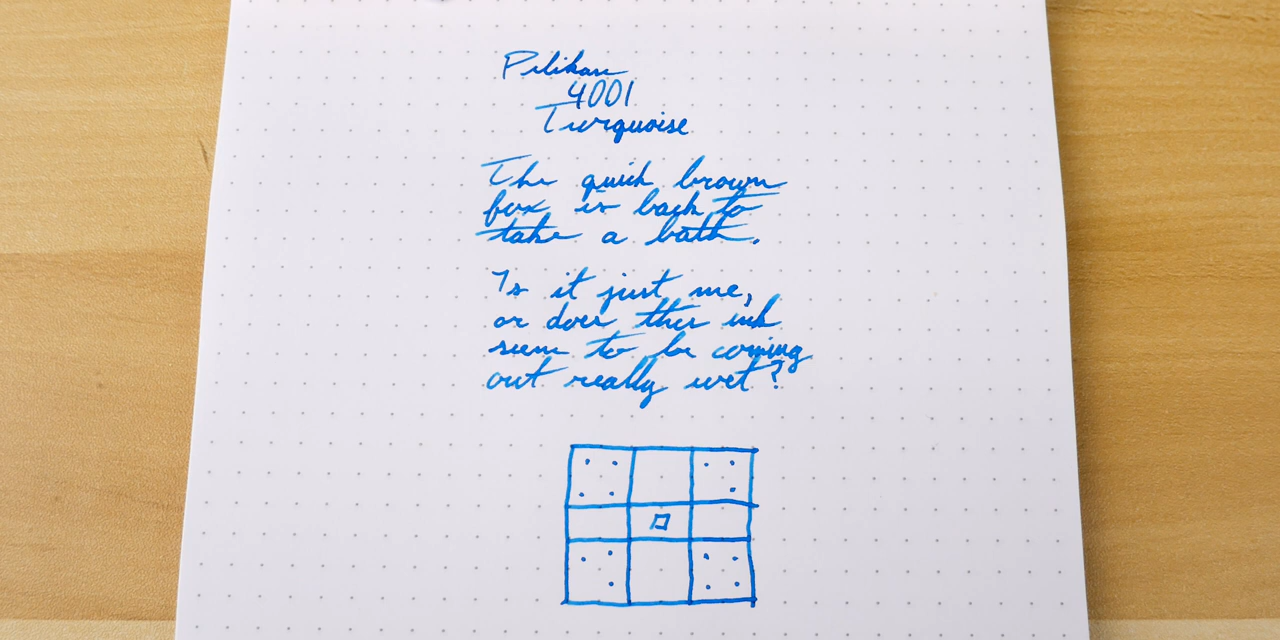 Pelikan
4001
Turquoise
The quick brown
fox is back to
take a bath.
Is it just me,
or does this ink
seem to be coming
out really wet?